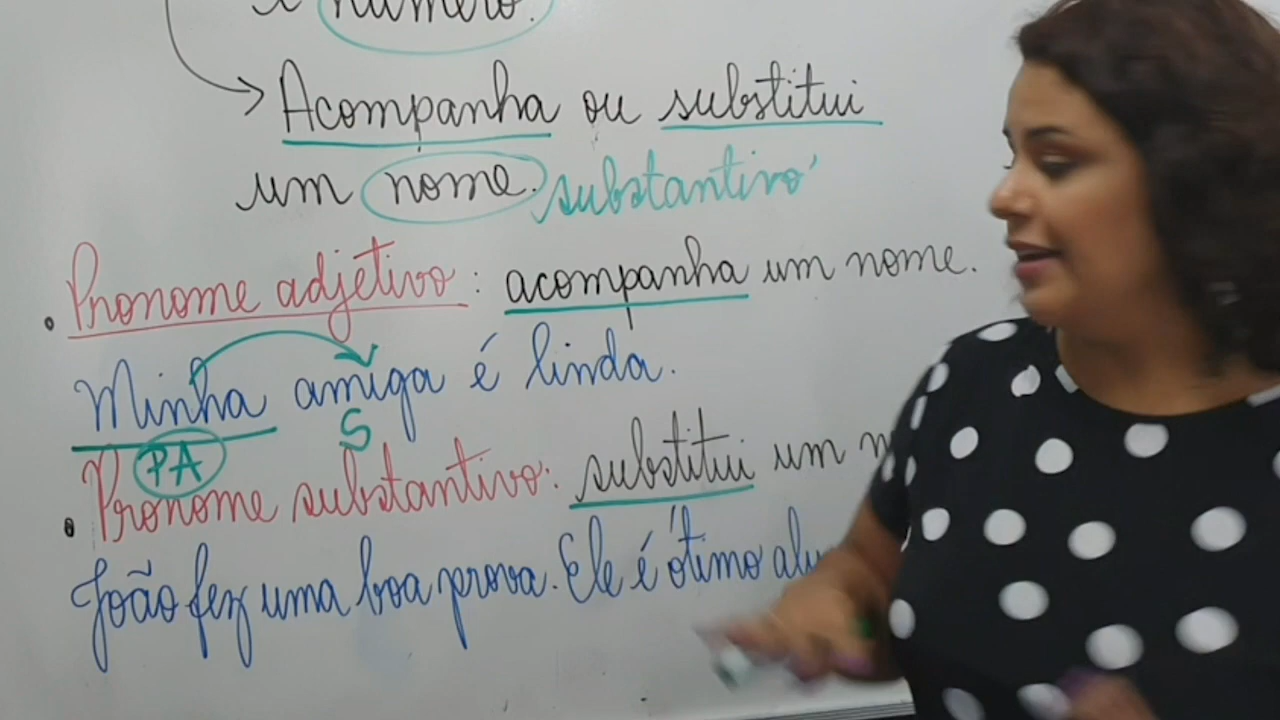 e número.
Acompanha ou substitui
um nome. substantivo
Pronome adjetivo: acompanha um nome.
Minha amiga é linda.
PA S
Pronome substantivo: substitui um
João fez uma boa prova. Ele é ótimo